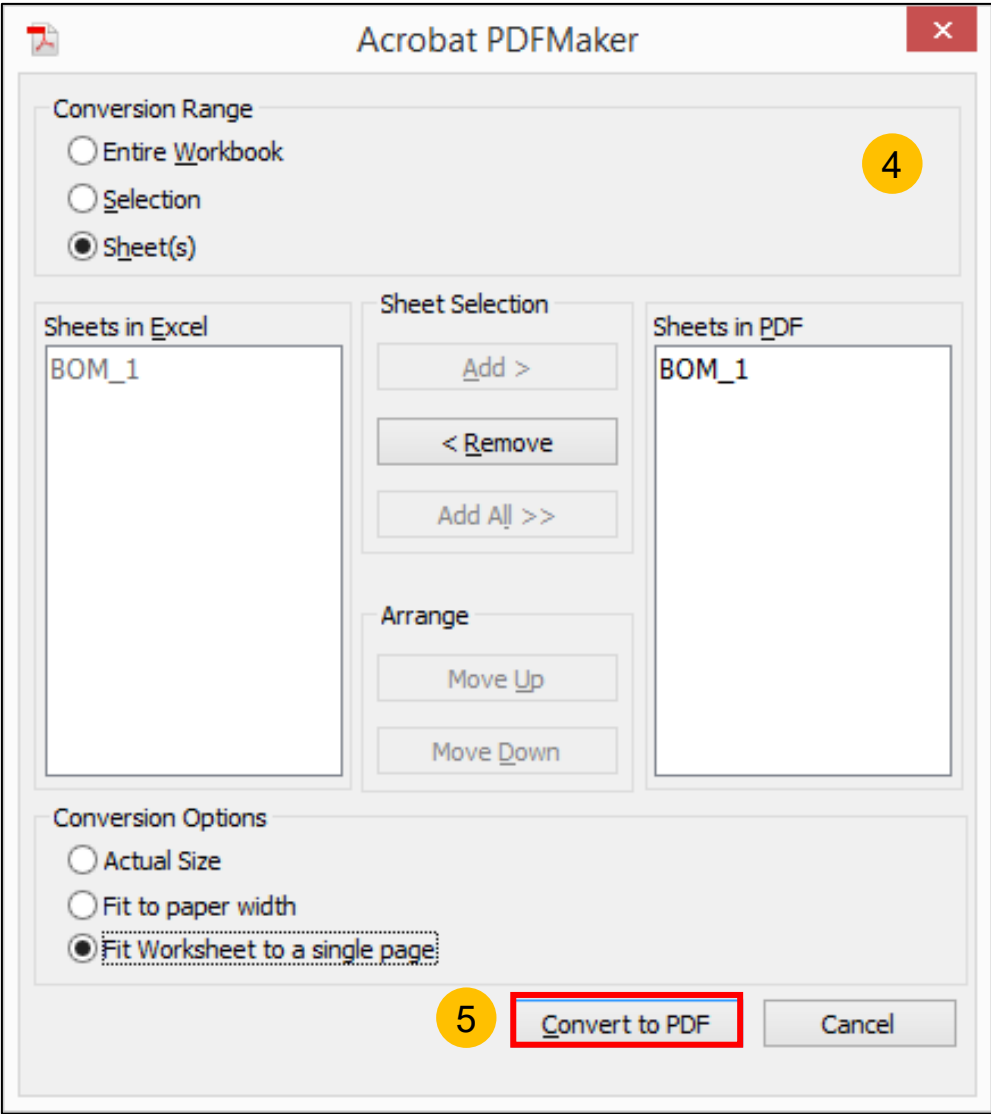 Acrobat PDFMaker
Conversion Range
Entire Workbook
4
Selection
Sheet(s)
Sheets in Excel
BOM_1
Sheet Selection
Add >
< Remove
Add All >>
Arrange
Move Up
Move Down
Sheets in PDF
BOM_1
Conversion Options
Actual Size
Fit to paper width
Fit Worksheet to a single page
5
Convert to PDF
Cancel